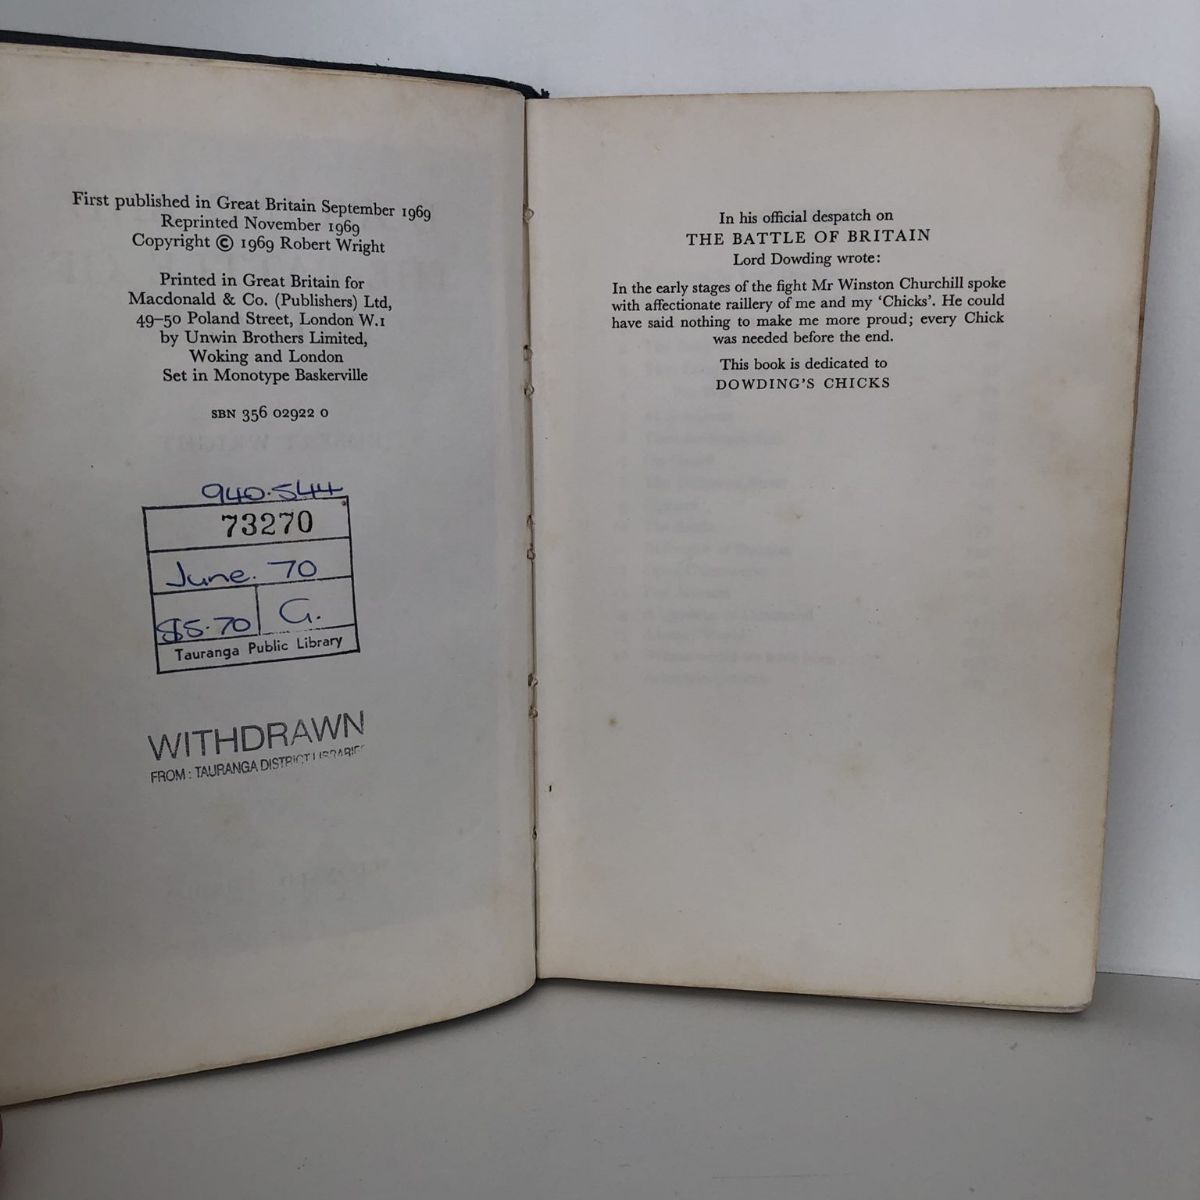 First published in Great Britain September 1969
Reprinted November 1969
Copyright © 1969 Robert Wright
Printed in Great Britain for
Macdonald & Co. (Publishers) Ltd,
49–50 Poland Street, London W.1
by Unwin Brothers Limited,
Woking and London
Set in Monotype Baskerville
SBN 356 02922 0
940.544
73270
June. 70
$5.70 G.
Tauranga Public Library
WITHDRAWN
FROM : TAURANGA DISTRICT LIBRARIES
In his official despatch on
THE BATTLE OF BRITAIN
Lord Dowding wrote:
In the early stages of the fight Mr Winston Churchill spoke
with affectionate raillery of me and my ‘Chicks’. He could
have said nothing to make me more proud; every Chick
was needed before the end.
This book is dedicated to
DOWDING'S CHICKS